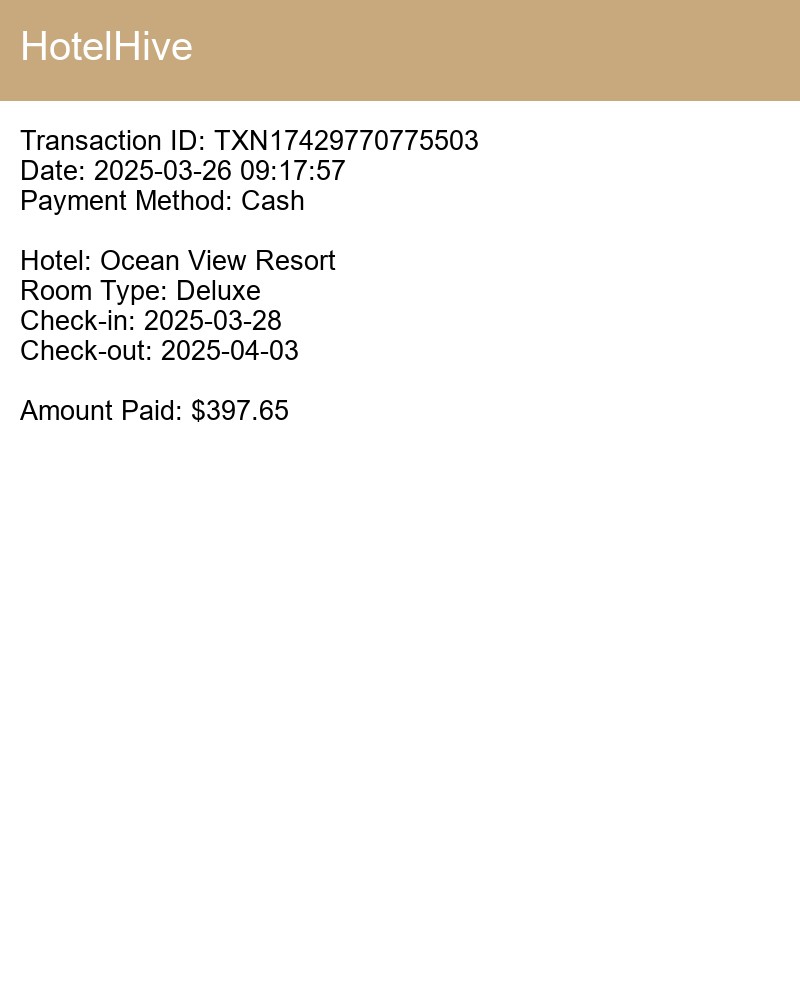 HotelHive
Transaction ID: TXN17429770775503
Date: 2025-03-26 09:17:57
Payment Method: Cash
Hotel: Ocean View Resort
Room Type: Deluxe
Check-in: 2025-03-28
Check-out: 2025-04-03
Amount Paid: $397.65